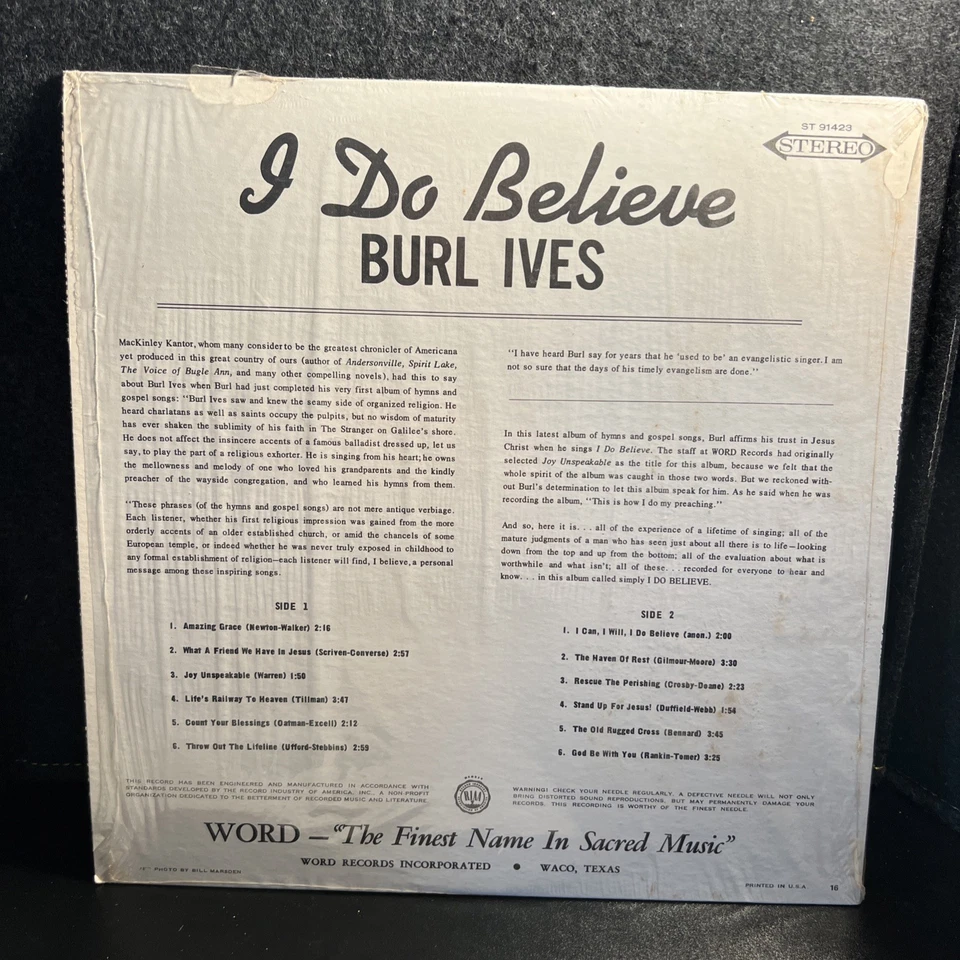 ST 91423
STEREO
I Do Believe
BURL IVES
MacKinley Kantor, whom many consider to be the greatest chronicler of Americana
yet produced in this great country of ours (author of Andersonville, Spirit Lake,
The Voice of Bugle Ann, and many other compelling novels), had this to say
about Burl Ives when Burl had just completed his very first album of hymns and
gospel songs: "Burl Ives saw and knew the seamy side of organized religion. He
heard charlatans as well as saints occupy the pulpits, but no wisdom of maturity
has ever shaken the sublimity of his faith in The Stranger on Galilee's shore.
He does not affect the insincere accents of a famous balladist dressed up, let us
say, to play the part of a religious exhorter. He is singing from his heart; he owns
the mellowness and melody of one who loved his grandparents and the kindly
preacher of the wayside congregation, and who learned his hymns from them.
"These phrases (of the hymns and gospel songs) are not mere antique verbiage.
Each listener, whether his first religious impression was gained from the more
orderly accents of an older established church, or amid the chancels of some
European temple, or indeed whether he was never truly exposed in childhood to
any formal establishment of religion—each listener will find, I believe, a personal
message among these inspiring songs.
"I have heard Burl say for years that he 'used to be' an evangelistic singer. I am
not so sure that the days of his timely evangelism are done."
In this latest album of hymns and gospel songs, Burl affirms his trust in Jesus
Christ when he sings I Do Believe. The staff at WORD Records had originally
selected Joy Unspeakable as the title for this album, because we felt that the
whole spirit of the album was caught in those two words. But we reckoned with-
out Burl's determination to let this album speak for him. As he said when he was
recording the album, "This is how I do my preaching."
And so, here it is. . . all of the experience of a lifetime of singing; all of the
mature judgments of a man who has seen just about all there is to life—looking
down from the top and up from the bottom; all of the evaluation about what is
worthwhile and what isn't; all of these. . . recorded for everyone to hear and
know. . . in this album called simply I DO BELIEVE.
SIDE 1
1. Amazing Grace (Newton-Walker) 2:16
2. What A Friend We Have In Jesus (Scriven-Converse) 2:57
3. Joy Unspeakable (Warren) 1:50
4. Life's Railway To Heaven (Tillman) 3:47
5. Count Your Blessings (Oatman-Excell) 2:12
6. Throw Out The Lifeline (Ufford-Stebbins) 2:59
SIDE 2
1. I Can, I Will, I Do Believe (anon.) 2:00
2. The Haven Of Rest (Gilmour-Moore) 3:30
3. Rescue The Perishing (Crosby-Doane) 2:23
4. Stand Up For Jesus! (Duffield-Webb) 1:54
5. The Old Rugged Cross (Bennard) 3:45
6. God Be With You (Rankin-Tomer) 3:25
THIS RECORD HAS BEEN ENGINEERED AND MANUFACTURED IN ACCORDANCE WITH
STANDARDS DEVELOPED BY THE RECORD INDUSTRY OF AMERICA, INC., A NON-PROFIT
ORGANIZATION DEDICATED TO THE BETTERMENT OF RECORDED MUSIC AND LITERATURE.
RIAA
WARNING! CHECK YOUR NEEDLE REGULARLY. A DEFECTIVE NEEDLE WILL NOT ONLY
BRING DISTORTED SOUND REPRODUCTIONS, BUT MAY PERMANENTLY DAMAGE YOUR
RECORDS. THIS RECORDING IS WORTHY OF THE FINEST NEEDLE.
WORD — "The Finest Name In Sacred Music"
WORD RECORDS INCORPORATED • WACO, TEXAS
PHOTO BY BILL MARSDEN
PRINTED IN U.S.A.
16